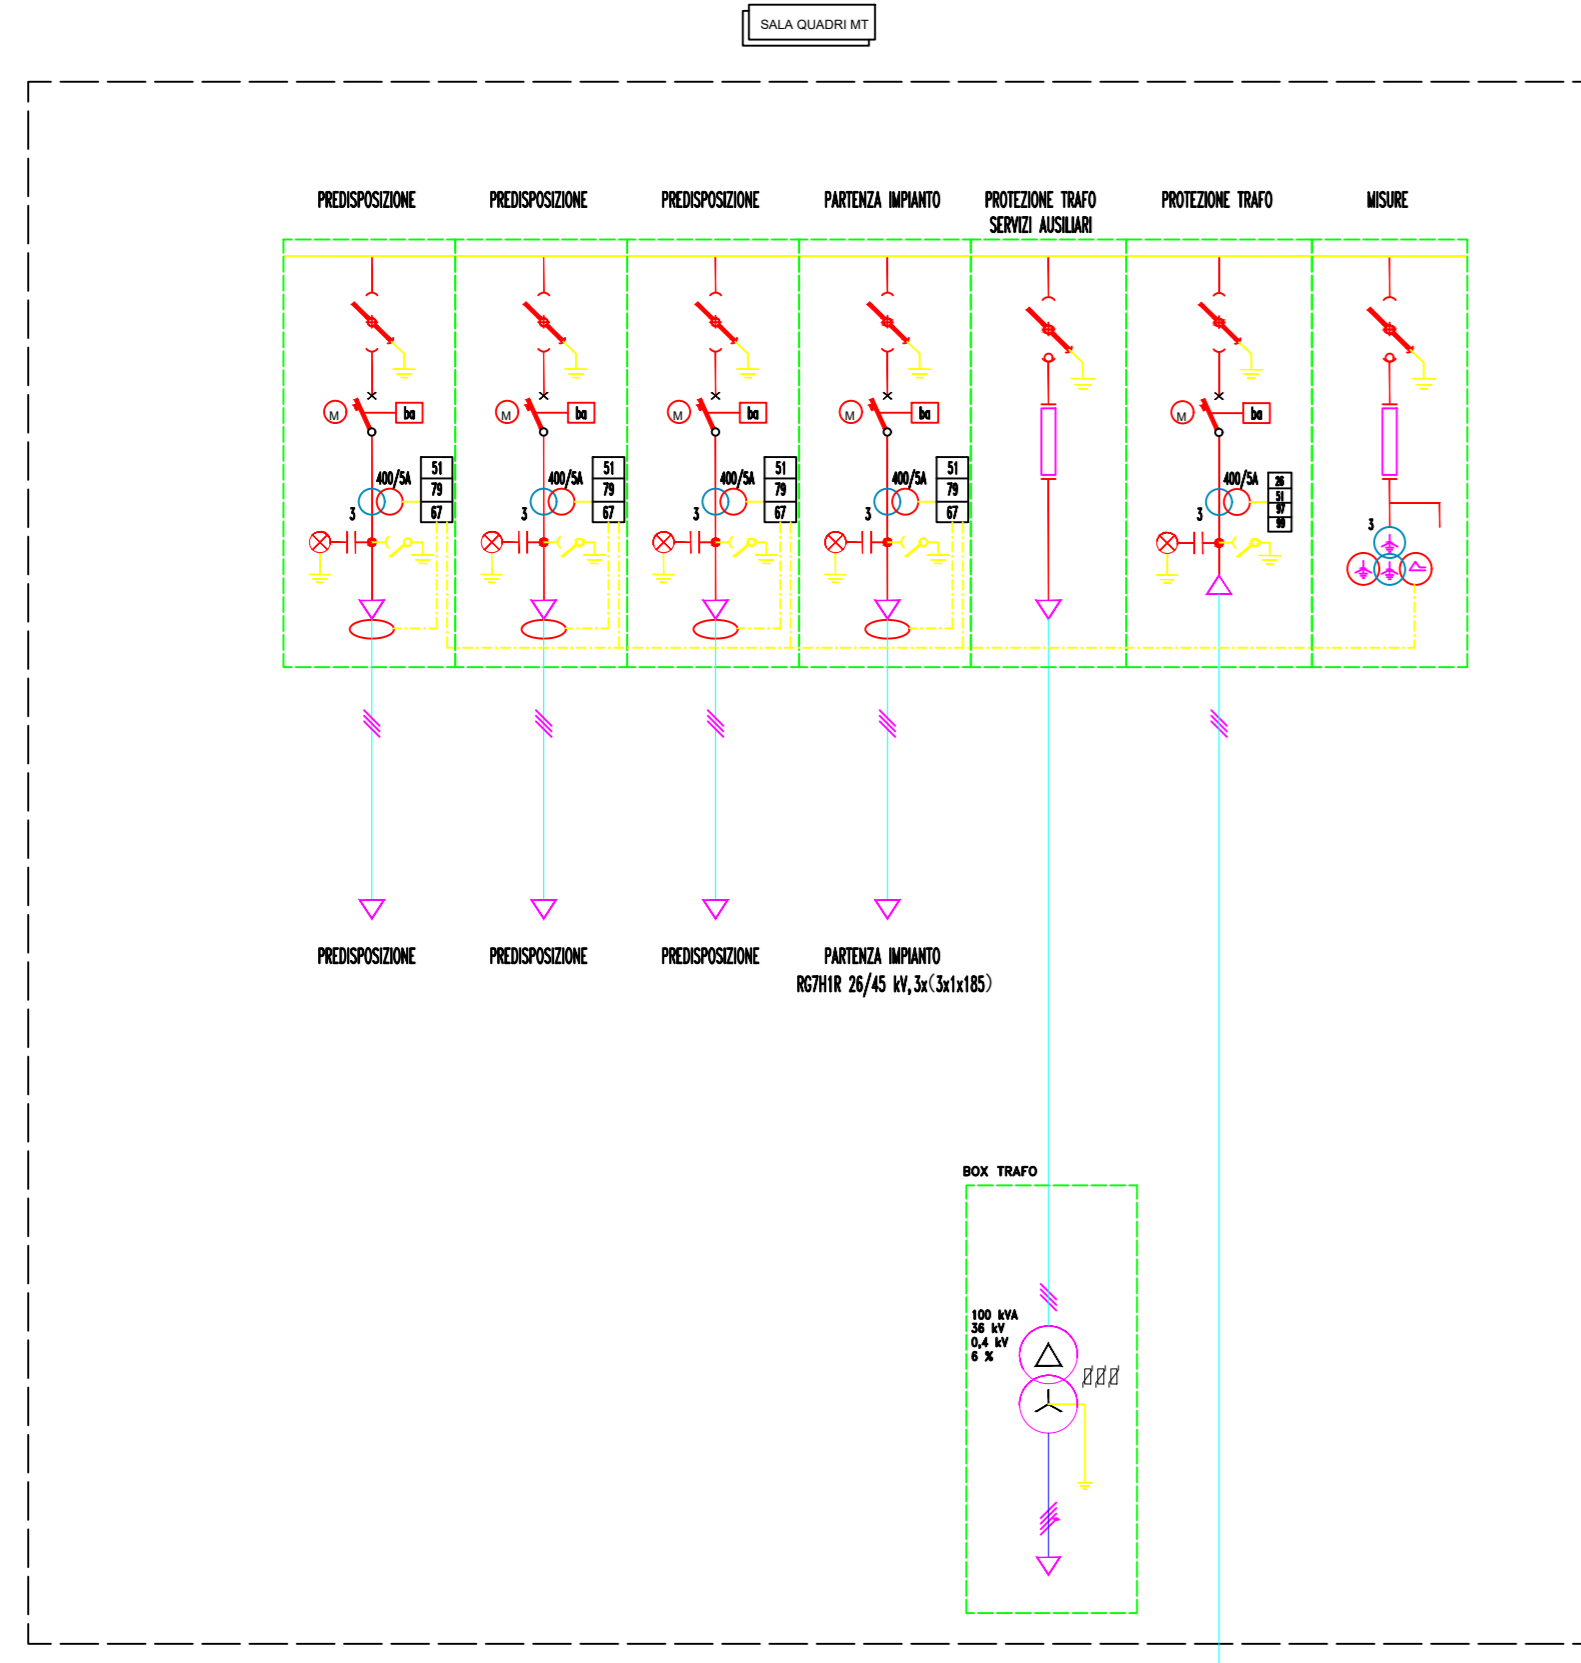 SALA QUADRI MT
PREDISPOSIZIONE
PREDISPOSIZIONE
PREDISPOSIZIONE
PARTENZA IMPIANTO
PROTEZIONE TRAFO
SERVIZI AUSILIARI
PROTEZIONE TRAFO
MISURE
M
ba
M
ba
M
ba
M
ba
M
ba
400/5A
51
79
67
3
400/5A
51
79
67
3
400/5A
51
79
67
3
400/5A
51
79
67
3
400/5A
26
51
97
99
3
3
PREDISPOSIZIONE
PREDISPOSIZIONE
PREDISPOSIZIONE
PARTENZA IMPIANTO
RG7H1R 26/45 kV,3x(3x1x185)
BOX TRAFO
100 kVA
36 kV
0,4 kV
6 %